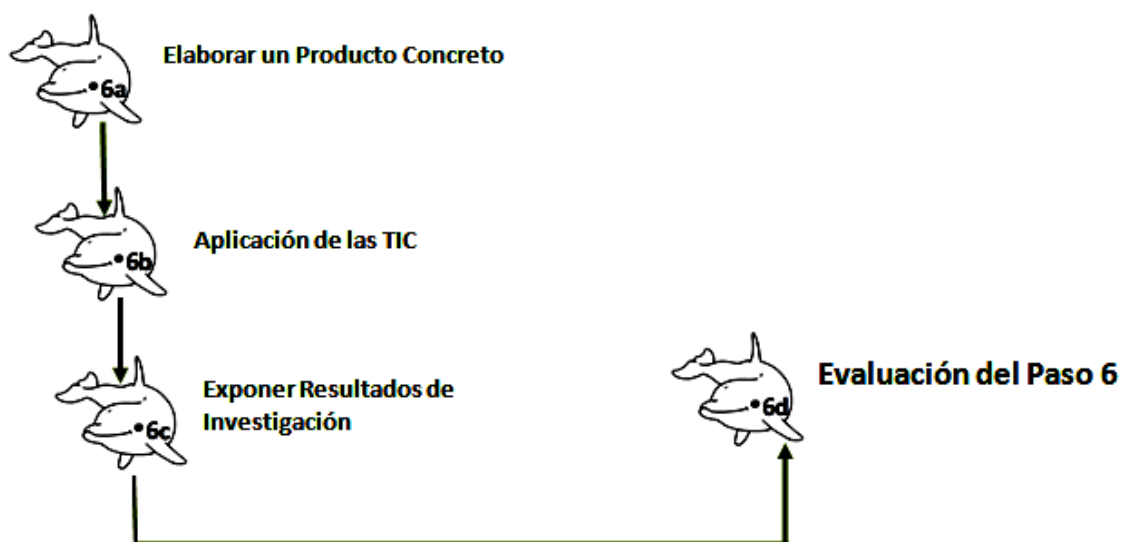 Elaborar un Producto Concreto
6a
Aplicación de las TIC
6b
Exponer Resultados de
Investigación
6c
Evaluación del Paso 6
6d